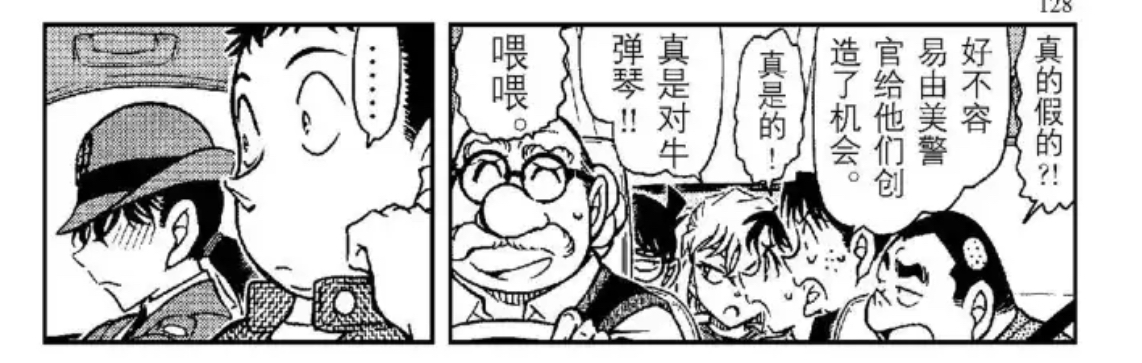 128
真的假的?!
好不容
易由美警
官给他们创
造了机会。
真是的！
真是对牛
弹琴!!
喂喂。
……